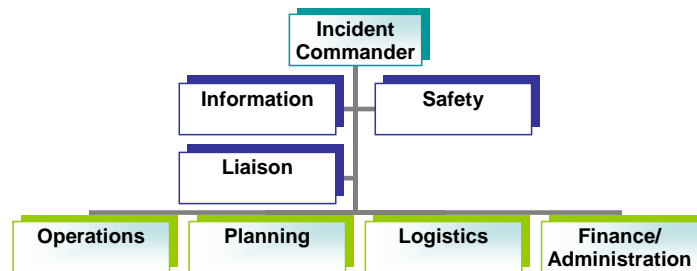 Incident
Commander
Information
Safety
Liaison
Operations
Planning
Logistics
Finance/
Administration